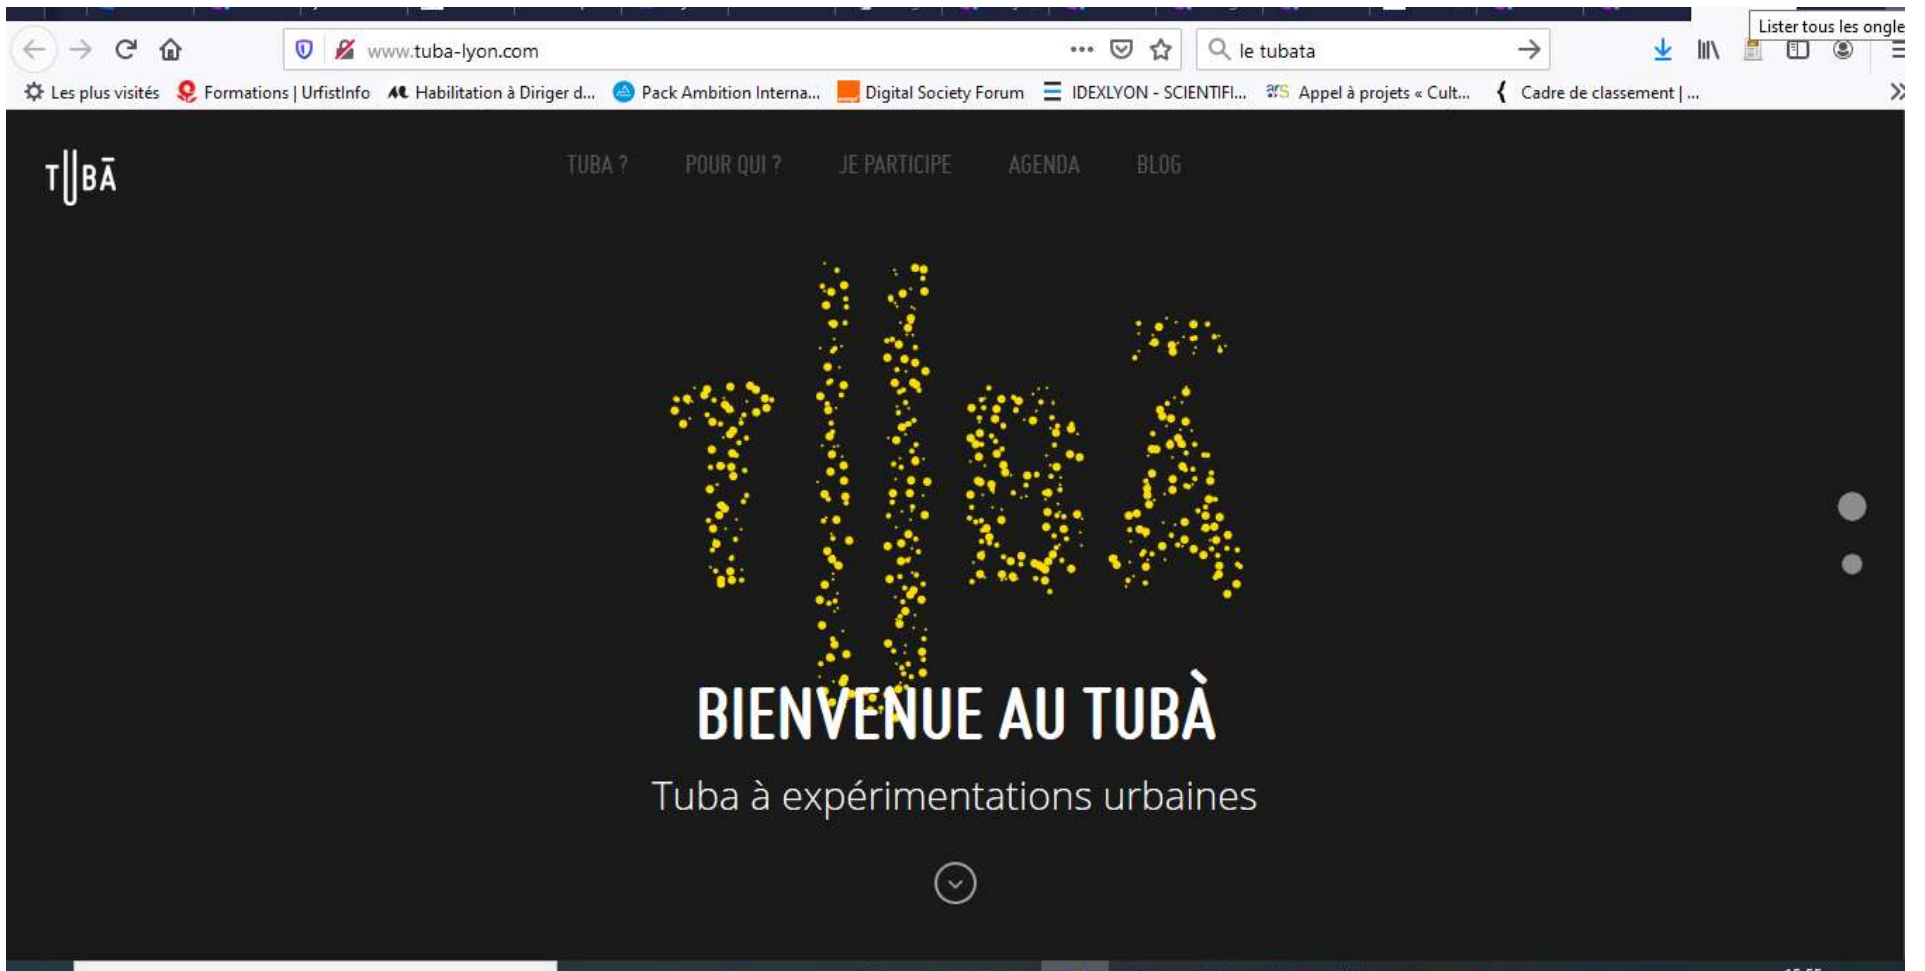 Lister tous les ongle
www.tuba-lyon.com
le tubata
Les plus visités Formations | UrfistInfo Habilitation à Diriger d... Pack Ambition Interna... Digital Society Forum IDEXLYON - SCIENTIFI... Appel à projets « Cult... Cadre de classement | ...
TUBĀ
TUBA ? POUR QUI ? JE PARTICIPE AGENDA BLOG
TUBĀ
BIENVENUE AU TUBÀ
Tuba à expérimentations urbaines